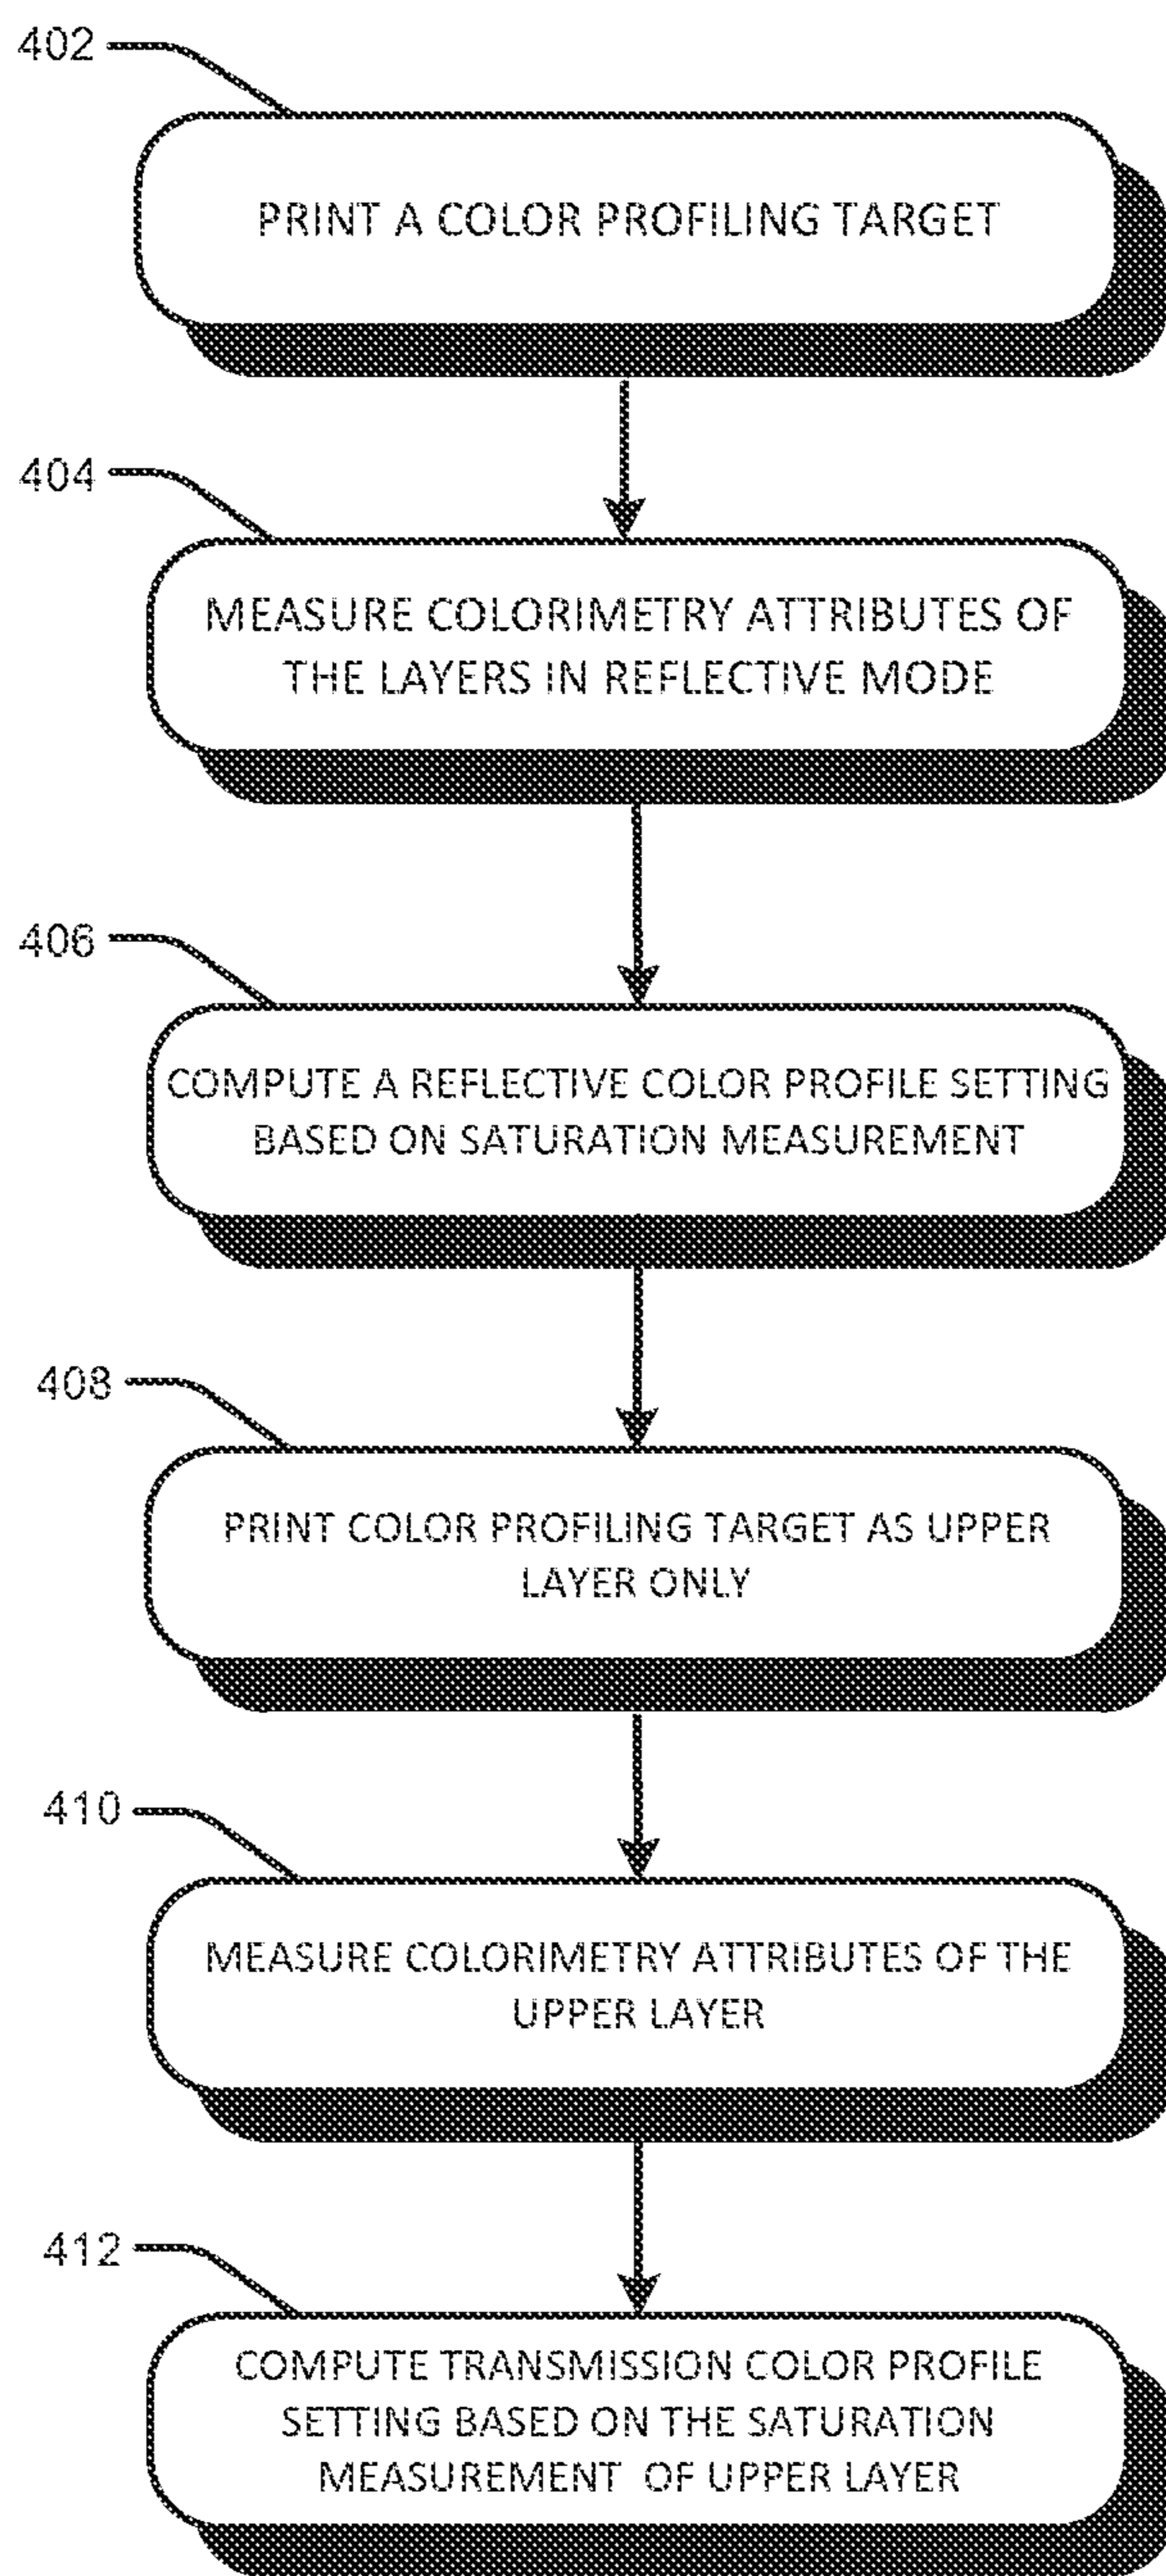 402
PRINT A COLOR PROFILING TARGET
404
MEASURE COLORIMETRY ATTRIBUTES OF
THE LAYERS IN REFLECTIVE MODE
406
COMPUTE A REFLECTIVE COLOR PROFILE SETTING
BASED ON SATURATION MEASUREMENT
408
PRINT COLOR PROFILING TARGET AS UPPER
LAYER ONLY
410
MEASURE COLORIMETRY ATTRIBUTES OF THE
UPPER LAYER
412
COMPUTE TRANSMISSION COLOR PROFILE
SETTING BASED ON THE SATURATION
MEASUREMENT OF UPPER LAYER